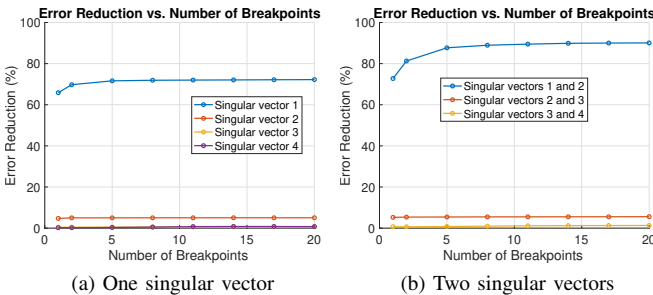 Error Reduction vs. Number of Breakpoints
Error Reduction (%)
100
80
60
40
20
0
Singular vector 1
Singular vector 2
Singular vector 3
Singular vector 4
0 5 10 15 20
Number of Breakpoints
(a) One singular vector
Error Reduction vs. Number of Breakpoints
Error Reduction (%)
100
80
60
40
20
0
Singular vectors 1 and 2
Singular vectors 2 and 3
Singular vectors 3 and 4
0 5 10 15 20
Number of Breakpoints
(b) Two singular vectors